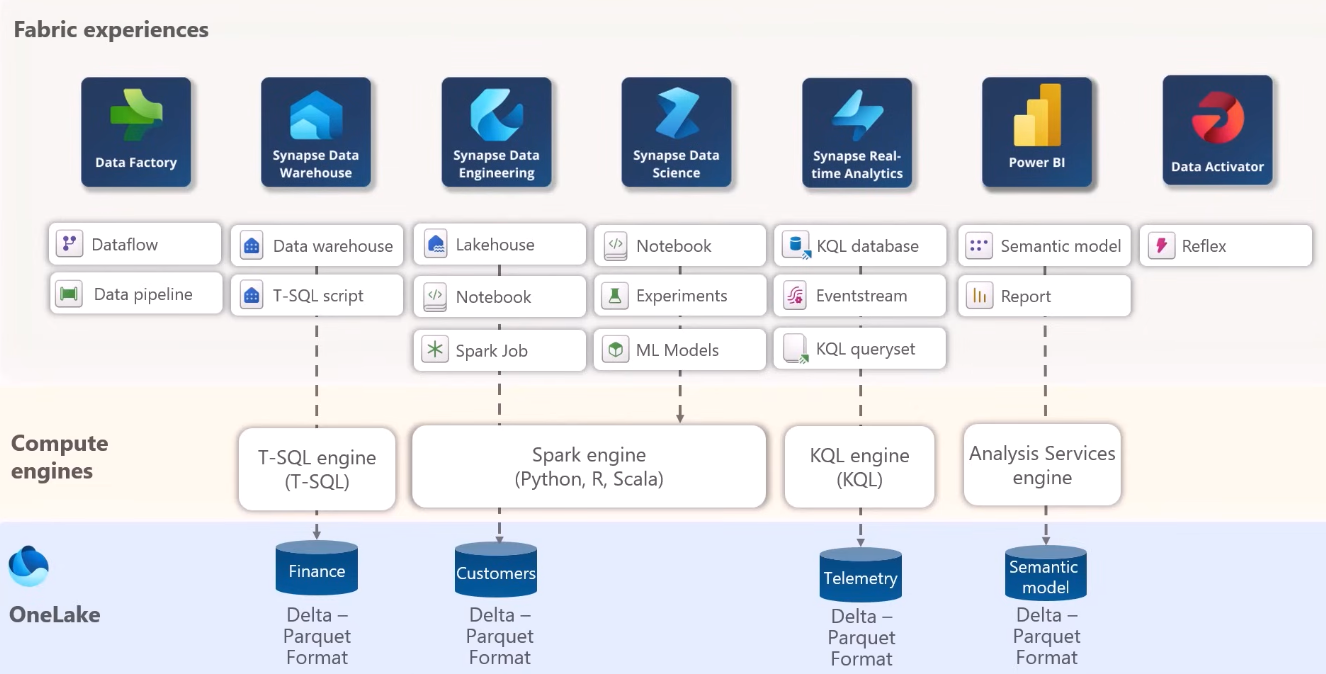 Fabric experiences
Data Factory
Synapse Data
Warehouse
Synapse Data
Engineering
Synapse Data
Science
Synapse Real-
time Analytics
Power BI
Data Activator
Dataflow
Data pipeline
Data warehouse
T-SQL script
Lakehouse
Notebook
Spark Job
Notebook
Experiments
ML Models
KQL database
Eventstream
KQL queryset
Semantic model
Report
Reflex
Compute
engines
T-SQL engine
(T-SQL)
Spark engine
(Python, R, Scala)
KQL engine
(KQL)
Analysis Services
engine
OneLake
Finance
Delta –
Parquet
Format
Customers
Delta –
Parquet
Format
Telemetry
Delta –
Parquet
Format
Semantic
model
Delta –
Parquet
Format